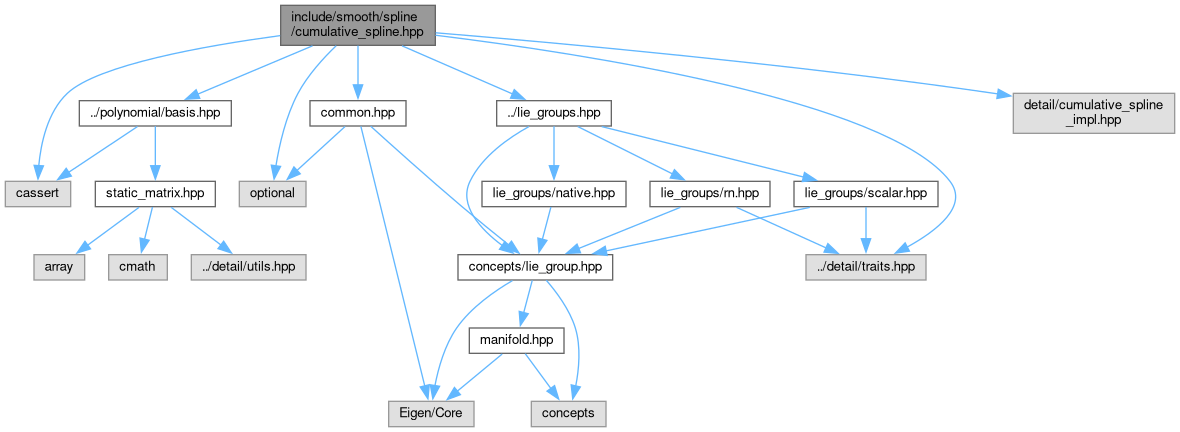 include/smooth/spline
/cumulative_spline.hpp
../polynomial/basis.hpp
common.hpp
../lie_groups.hpp
detail/cumulative_spline
_impl.hpp
cassert
static_matrix.hpp
optional
lie_groups/native.hpp
lie_groups/rn.hpp
lie_groups/scalar.hpp
array
cmath
../detail/utils.hpp
concepts/lie_group.hpp
../detail/traits.hpp
manifold.hpp
Eigen/Core
concepts